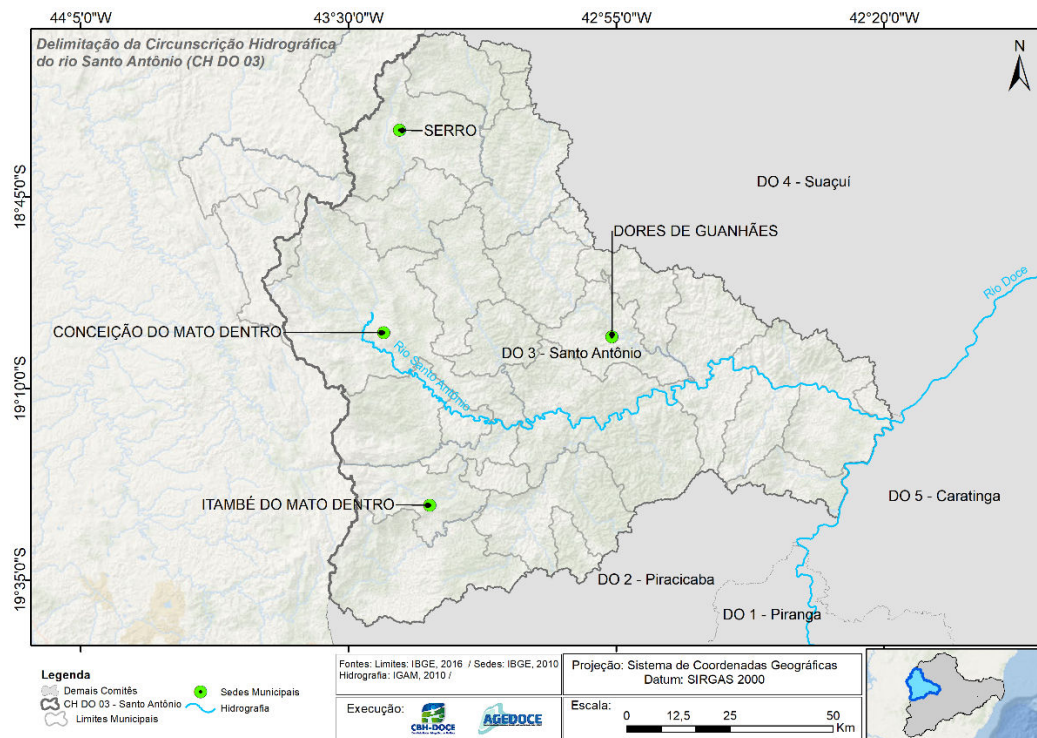 44°5'0"W
43°30'0"W
42°55'0"W
42°20'0"W
Delimitação da Circunscrição Hidrográfica
do rio Santo Antônio (CH DO 03)
N
SERRO
18°45'0"S
DO 4 - Suaçuí
DORES DE GUANHÃES
Rio Doce
CONCEIÇÃO DO MATO DENTRO
Rio Santo Antônio
DO 3 - Santo Antônio
19°10'0"S
ITAMBÉ DO MATO DENTRO
DO 5 - Caratinga
19°35'0"S
DO 2 - Piracicaba
DO 1 - Piranga
Legenda
Demais Comitês
CH DO 03 - Santo Antônio
Limites Municipais
Sedes Municipais
Hidrografia
Fontes: Limites: IBGE, 2016 / Sedes: IBGE, 2010
Hidrografia: IGAM, 2010 /
Execução:
CBH-DOCE
AGEDOCE
Projeção: Sistema de Coordenadas Geográficas
Datum: SIRGAS 2000
Escala:
0 12,5 25 50
Km